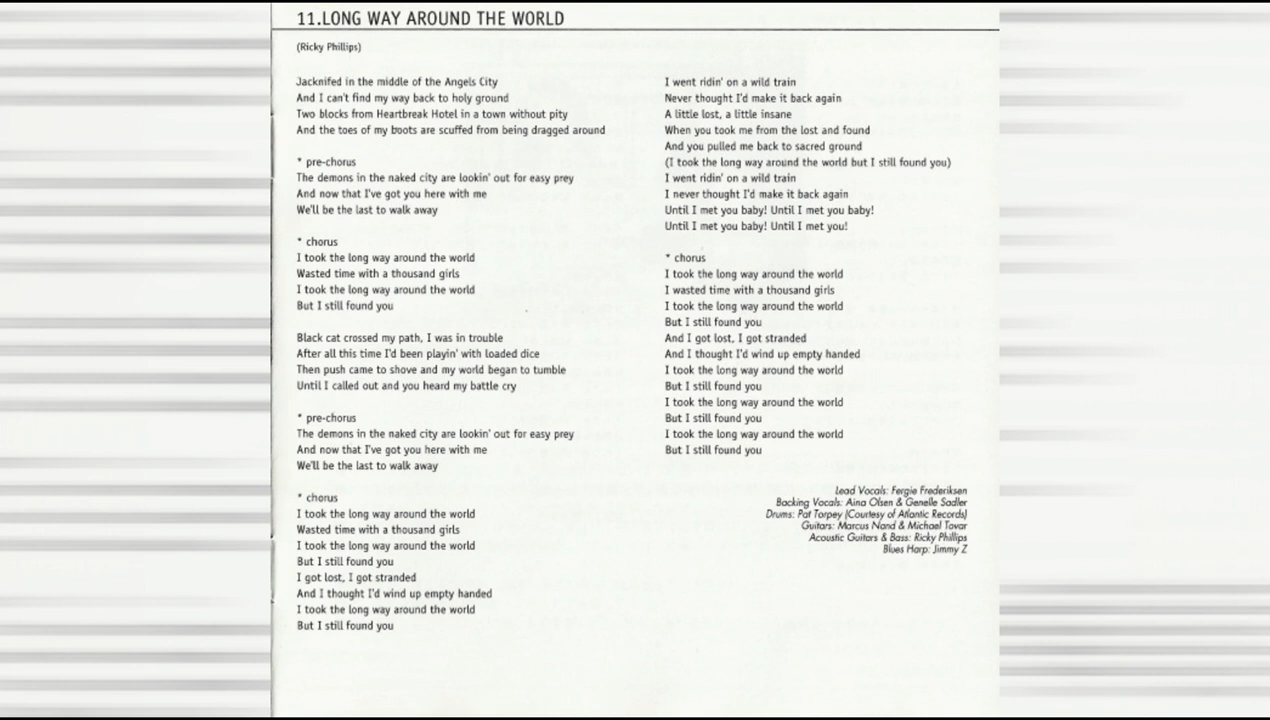 11.LONG WAY AROUND THE WORLD
(Ricky Phillips)
Jacknifed in the middle of the Angels City
And I can't find my way back to holy ground
Two blocks from Heartbreak Hotel in a town without pity
And the toes of my boots are scuffed from being dragged around
* pre-chorus
The demons in the naked city are lookin' out for easy prey
And now that I've got you here with me
We'll be the last to walk away
* chorus
I took the long way around the world
Wasted time with a thousand girls
I took the long way around the world
But I still found you
Black cat crossed my path, I was in trouble
After all this time I'd been playin' with loaded dice
Then push came to shove and my world began to tumble
Until I called out and you heard my battle cry
* pre-chorus
The demons in the naked city are lookin' out for easy prey
And now that I've got you here with me
We'll be the last to walk away
* chorus
I took the long way around the world
Wasted time with a thousand girls
I took the long way around the world
But I still found you
I got lost, I got stranded
And I thought I'd wind up empty handed
I took the long way around the world
But I still found you
I went ridin' on a wild train
Never thought I'd make it back again
A little lost, a little insane
When you took me from the lost and found
And you pulled me back to sacred ground
(I took the long way around the world but I still found you)
I went ridin' on a wild train
I never thought I'd make it back again
Until I met you baby! Until I met you baby!
Until I met you baby! Until I met you!
* chorus
I took the long way around the world
I wasted time with a thousand girls
I took the long way around the world
But I still found you
And I got lost, I got stranded
And I thought I'd wind up empty handed
I took the long way around the world
But I still found you
I took the long way around the world
But I still found you
I took the long way around the world
But I still found you
Lead Vocals: Fergie Frederiksen
Backing Vocals: Aina Olsen & Genelle Sadler
Drums: Pat Torpey (Courtesy of Atlantic Records)
Guitars: Marcus Nand & Michael Tovar
Acoustic Guitars & Bass: Ricky Phillips
Blues Harp: Jimmy Z